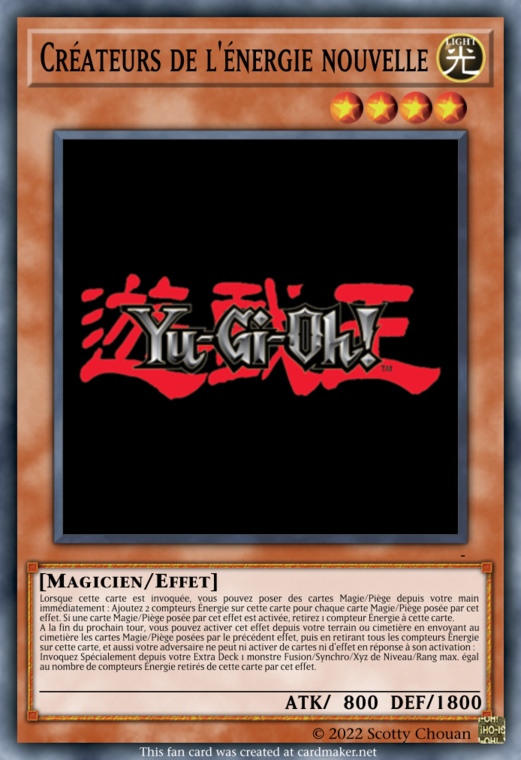 Créateurs de l'énergie nouvelle
LIGHT
光
遊戯王
Yu-Gi-Oh!
TM
-
[Magicien/Effet]
Lorsque cette carte est invoquée, vous pouvez poser des cartes Magie/Piège depuis votre main
immédiatement : Ajoutez 2 compteurs Énergie sur cette carte pour chaque carte Magie/Piège posée par cet
effet. Si une carte Magie/Piège posée par cet effet est activée, retirez 1 compteur Énergie à cette carte.
A la fin du prochain tour, vous pouvez activer cet effet depuis votre terrain ou cimetière en envoyant au
cimetière les cartes Magie/Piège posées par le précédent effet, puis en retirant tous les compteurs Énergie
sur cette carte, et aussi votre adversaire ne peut ni activer de cartes ni d'effet en réponse à son activation :
Invoquez Spécialement depuis votre Extra Deck 1 monstre Fusion/Synchro/Xyz de Niveau/Rang max. égal
au nombre de compteurs Énergie retirés de cette carte par cet effet.
ATK/ 800 DEF/1800
© 2022 Scotty Chouan
This fan card was created at cardmaker.net